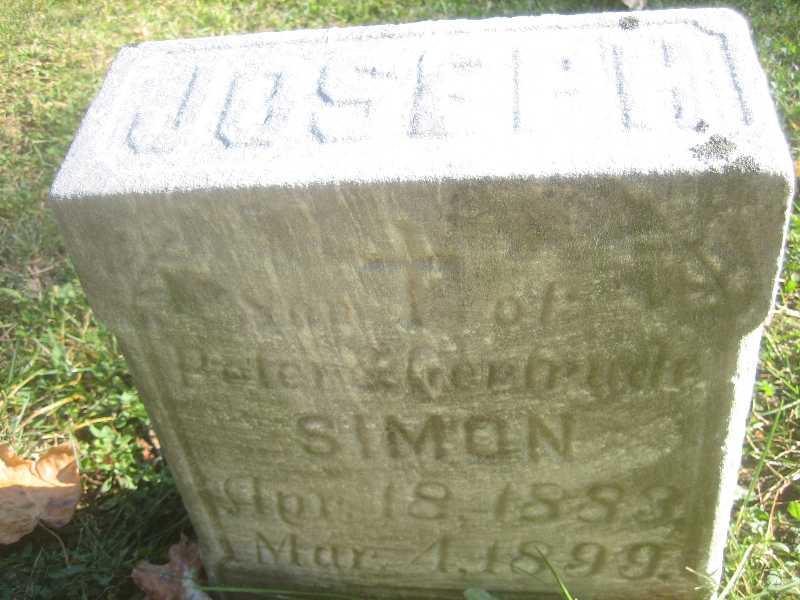 JOSEPH
Son of
Peter & Gertrude
SIMON
Apr. 18, 1883
Mar. 4, 1899.